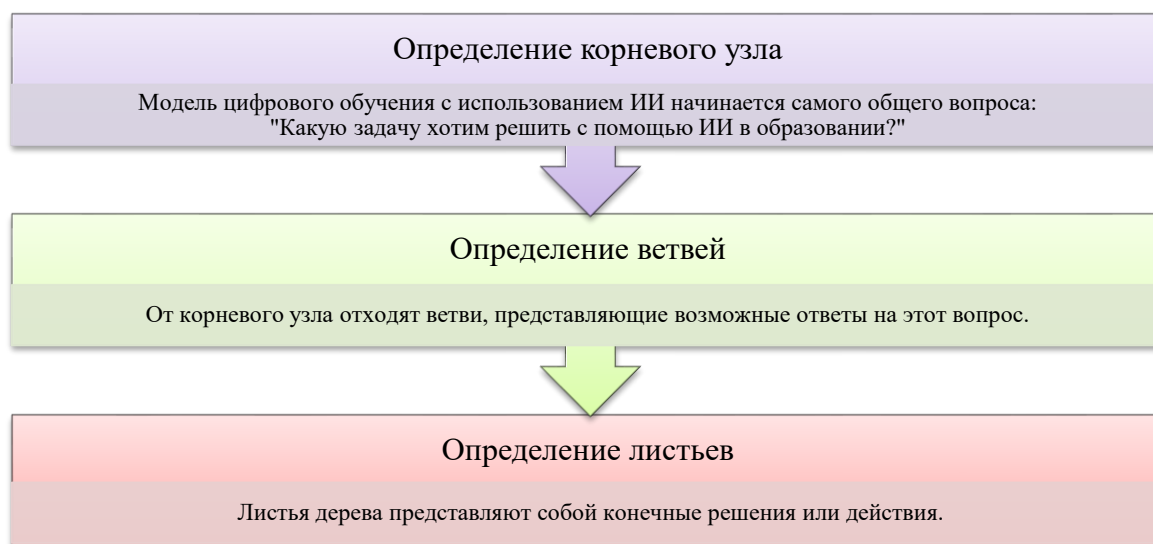 Определение корневого узла
Модель цифрового обучения с использованием ИИ начинается самого общего вопроса:
"Какую задачу хотим решить с помощью ИИ в образовании?"
Определение ветвей
От корневого узла отходят ветви, представляющие возможные ответы на этот вопрос.
Определение листьев
Листья дерева представляют собой конечные решения или действия.